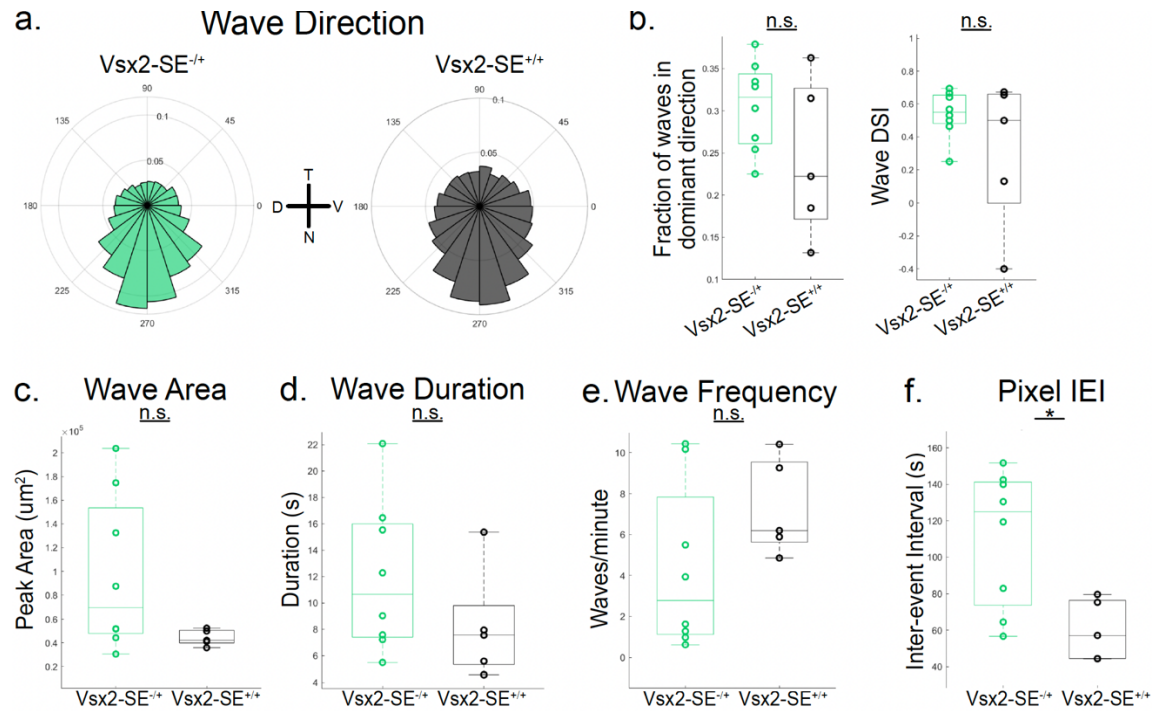 a. Wave Direction
Vsx2-SE-/+
90
0.1
135
45
0.05
180
0
225
315
270
T
D V
N
Vsx2-SE+/+
90
0.1
135
45
0.05
180
0
225
315
270
b.
n.s.
Fraction of waves in
dominant direction
0.35
0.3
0.25
0.2
0.15
0.1
Vsx2-SE-/+
Vsx2-SE+/+
n.s.
Wave DSI
1
0.8
0.6
0.4
0.2
0
-0.2
-0.4
Vsx2-SE-/+
Vsx2-SE+/+
c. Wave Area
n.s.
×10⁵
Peak Area (um²)
2
1.8
1.6
1.4
1.2
1
0.8
0.6
0.4
0.2
Vsx2-SE-/+ Vsx2-SE+/+
d. Wave Duration
n.s.
Duration (s)
22
20
18
16
14
12
10
8
6
4
Vsx2-SE-/+ Vsx2-SE+/+
e. Wave Frequency
n.s.
Waves/minute
10
8
6
4
2
0
Vsx2-SE-/+ Vsx2-SE+/+
f. Pixel IEI
*
Inter-event Interval (s)
160
140
120
100
80
60
40
Vsx2-SE-/+ Vsx2-SE+/+